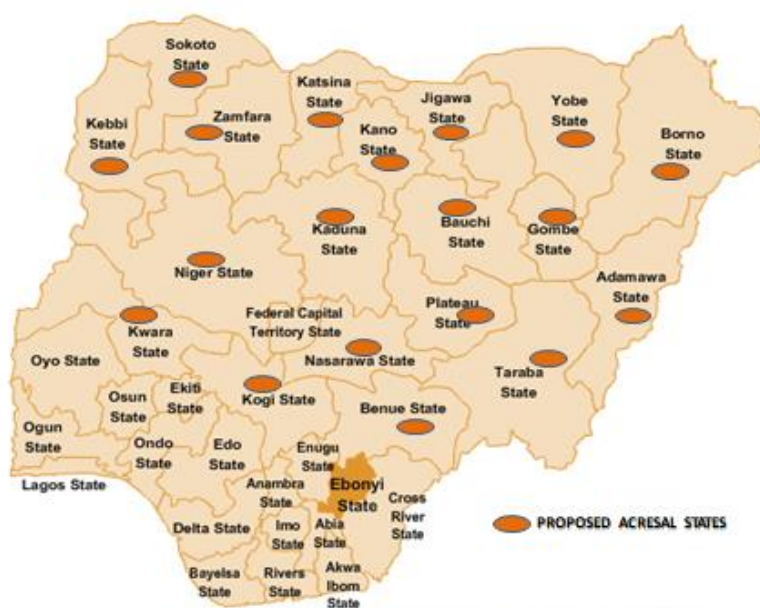 Sokoto
State
Katsina
State
Jigawa
State
Yobe
State
Kebbi
State
Zamfara
State
Kano
State
Borno
State
Kaduna
State
Bauchi
State
Gombe
State
Niger State
Adamawa
State
Kwara
State
Federal Capital
Territory State
Plateau
State
Oyo State
Nasarawa State
Taraba
State
Osun
State
Ekiti
State
Kogi State
Benue State
Ogun
State
Ondo
State
Edo
State
Enugu
State
Lagos State
Anambra
State
Ebonyi
State
Cross
River
State
Delta State
Imo
State
Abia
State
PROPOSED ACRESAL STATES
Bayelsa
State
Rivers
State
Akwa
Ibom
State